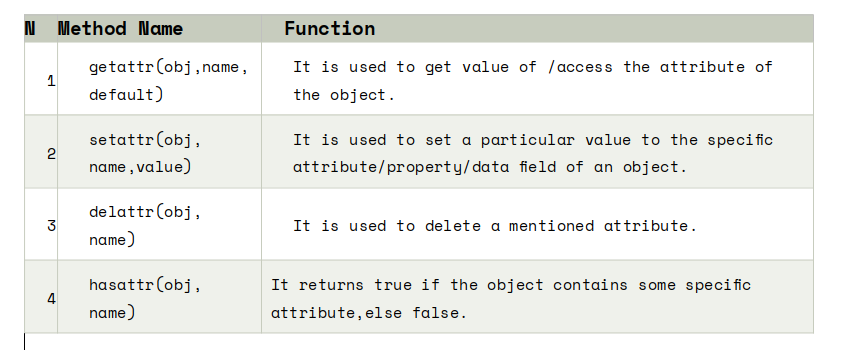 N Method Name Function
1 getattr(obj,name, It is used to get value of /access the attribute of
default) the object.
2 setattr(obj, It is used to set a particular value to the specific
name,value) attribute/property/data field of an object.
3 delattr(obj, It is used to delete a mentioned attribute.
name)
4 hasattr(obj, It returns true if the object contains some specific
name) attribute,else false.